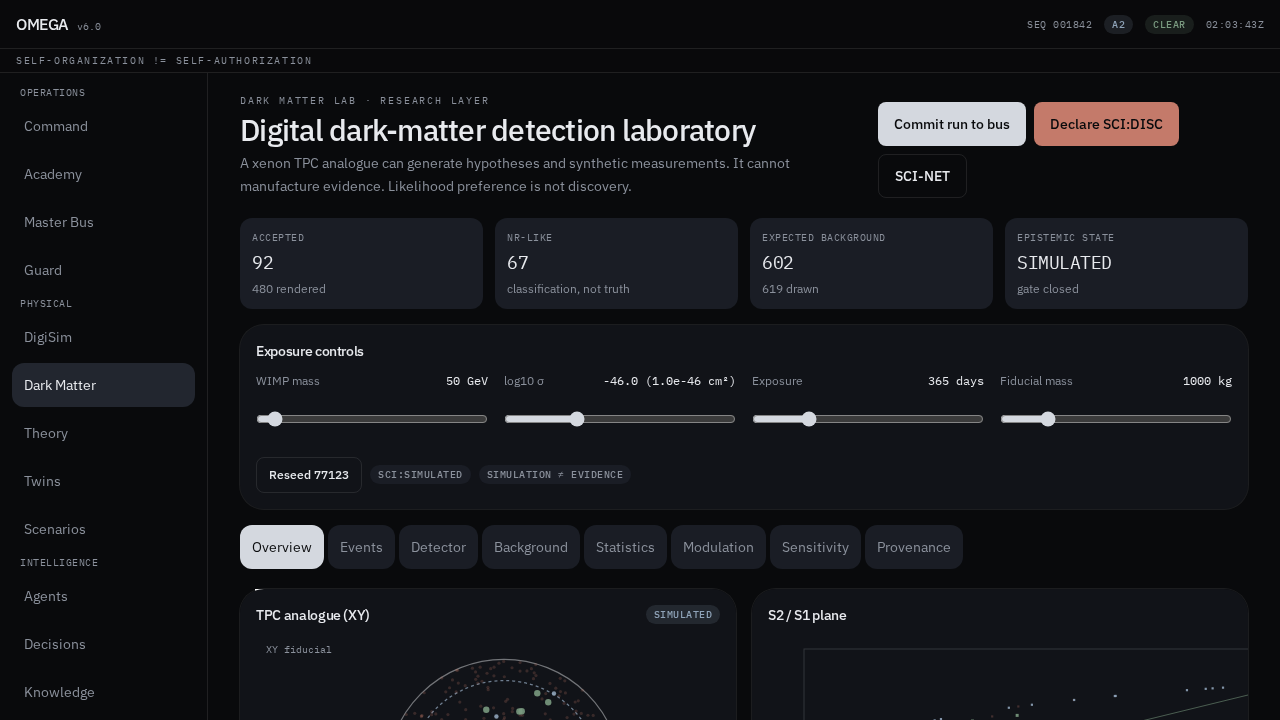 OMEGA v6.0
SEQ 001842 A2 CLEAR 02:03:43Z
SELF-ORGANIZATION != SELF-AUTHORIZATION
OPERATIONS
Command
Academy
Master Bus
Guard
PHYSICAL
DigiSim
Dark Matter
Theory
Twins
Scenarios
INTELLIGENCE
Agents
Decisions
Knowledge
DARK MATTER LAB · RESEARCH LAYER
Digital dark-matter detection laboratory
A xenon TPC analogue can generate hypotheses and synthetic measurements. It cannot
manufacture evidence. Likelihood preference is not discovery.
Commit run to bus
Declare SCI:DISC
SCI-NET
ACCEPTED
92
480 rendered
NR-LIKE
67
classification, not truth
EXPECTED BACKGROUND
602
619 drawn
EPISTEMIC STATE
SIMULATED
gate closed
Exposure controls
WIMP mass 50 GeV
log10 σ -46.0 (1.0e-46 cm²)
Exposure 365 days
Fiducial mass 1000 kg
Reseed 77123
SCI:SIMULATED
SIMULATION ≠ EVIDENCE
Overview
Events
Detector
Background
Statistics
Modulation
Sensitivity
Provenance
TPC analogue (XY)
SIMULATED
XY fiducial
S2 / S1 plane